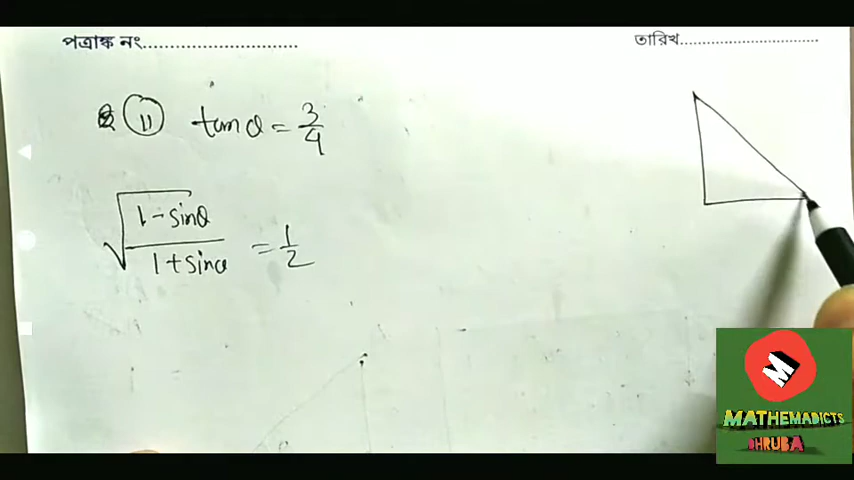 পত্রাঙ্ক নং............................ তারিখ............................
(11) tanθ = 3/4
√((1-sinθ)/(1+sinθ)) = 1/2
M
MATHEMADICTS
DHRUBA